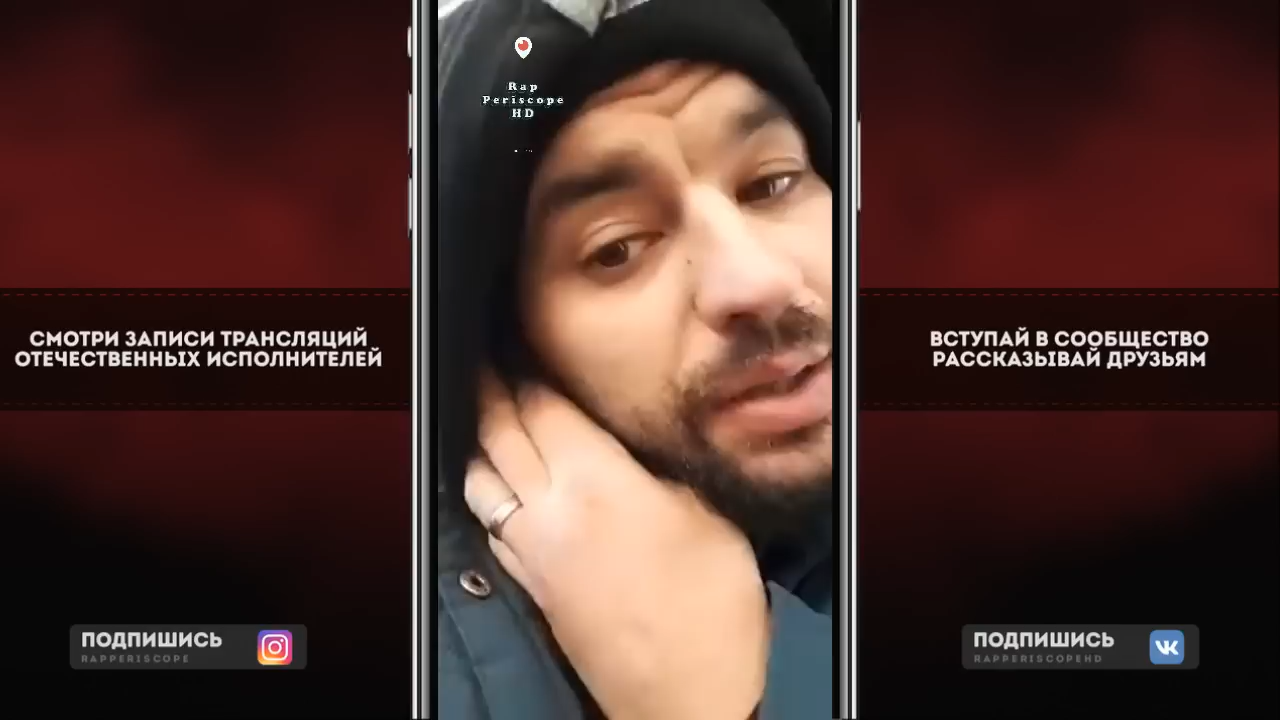 Rap
Periscope
HD
СМОТРИ ЗАПИСИ ТРАНСЛЯЦИЙ
ОТЕЧЕСТВЕННЫХ ИСПОЛНИТЕЛЕЙ
ВСТУПАЙ В СООБЩЕСТВО
РАССКАЗЫВАЙ ДРУЗЬЯМ
ПОДПИШИСЬ
RAPPERISCOPE
ПОДПИШИСЬ
RAPPERISCOPEHD